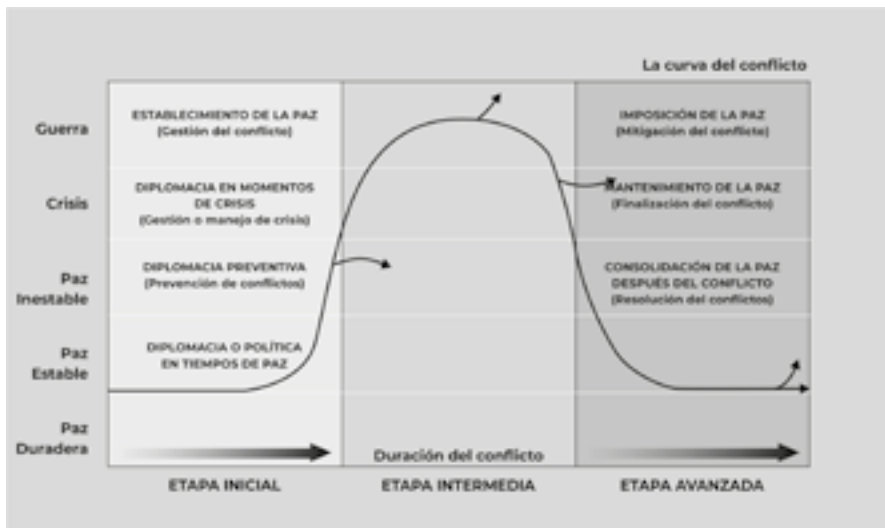 La curva del conflicto
Guerra
Crisis
Paz
Inestable
Paz
Estable
Paz
Duradera
ESTABLECIMIENTO DE LA PAZ
(Gestión del conflicto)
DIPLOMACIA EN MOMENTOS
DE CRISIS
(Gestión o manejo de crisis)
DIPLOMACIA PREVENTIVA
(Prevención de conflictos)
DIPLOMACIA O POLÍTICA
EN TIEMPOS DE PAZ
IMPOSICIÓN DE LA PAZ
(Mitigación del conflicto)
MANTENIMIENTO DE LA PAZ
(Finalización del conflicto)
CONSOLIDACIÓN DE LA PAZ
DESPUÉS DEL CONFLICTO
(Resolución del conflictos)
Duración del conflicto
ETAPA INICIAL
ETAPA INTERMEDIA
ETAPA AVANZADA